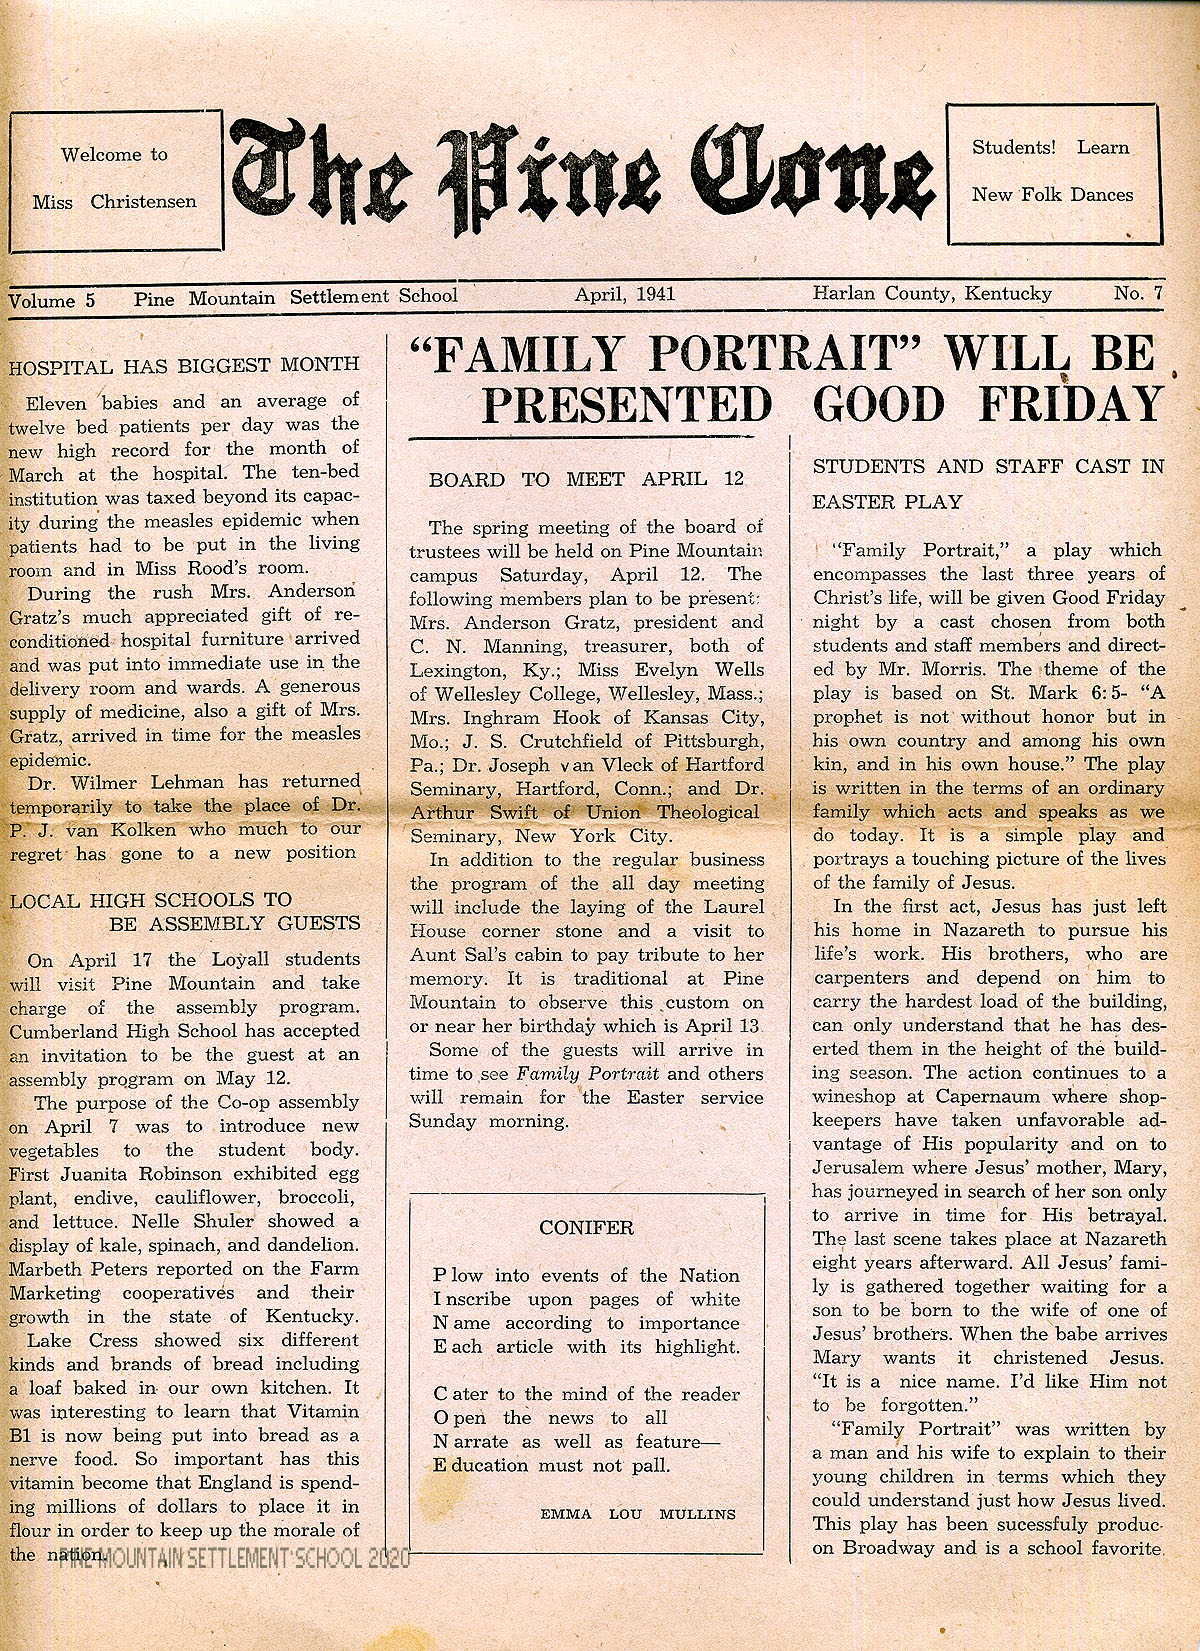 Welcome to
Miss Christensen
The Pine Cone
Students! Learn
New Folk Dances
Volume 5 Pine Mountain Settlement School April, 1941 Harlan County, Kentucky No. 7
HOSPITAL HAS BIGGEST MONTH
Eleven babies and an average of
twelve bed patients per day was the
new high record for the month of
March at the hospital. The ten-bed
institution was taxed beyond its capac-
ity during the measles epidemic when
patients had to be put in the living
room and in Miss Rood's room.
During the rush Mrs. Anderson
Gratz's much appreciated gift of re-
conditioned hospital furniture arrived
and was put into immediate use in the
delivery room and wards. A generous
supply of medicine, also a gift of Mrs.
Gratz, arrived in time for the measles
epidemic.
Dr. Wilmer Lehman has returned
temporarily to take the place of Dr.
P. J. van Kolken who much to our
regret has gone to a new position
LOCAL HIGH SCHOOLS TO
BE ASSEMBLY GUESTS
On April 17 the Loyall students
will visit Pine Mountain and take
charge of the assembly program.
Cumberland High School has accepted
an invitation to be the guest at an
assembly program on May 12.
The purpose of the Co-op assembly
on April 7 was to introduce new
vegetables to the student body.
First Juanita Robinson exhibited egg
plant, endive, cauliflower, broccoli,
and lettuce. Nelle Shuler showed a
display of kale, spinach, and dandelion.
Marbeth Peters reported on the Farm
Marketing cooperatives and their
growth in the state of Kentucky.
Lake Cress showed six different
kinds and brands of bread including
a loaf baked in our own kitchen. It
was interesting to learn that Vitamin
B1 is now being put into bread as a
nerve food. So important has this
vitamin become that England is spend-
ing millions of dollars to place it in
flour in order to keep up the morale of
the nation.
"FAMILY PORTRAIT" WILL BE
PRESENTED GOOD FRIDAY
BOARD TO MEET APRIL 12
The spring meeting of the board of
trustees will be held on Pine Mountain
campus Saturday, April 12. The
following members plan to be present:
Mrs. Anderson Gratz, president and
C. N. Manning, treasurer, both of
Lexington, Ky.; Miss Evelyn Wells
of Wellesley College, Wellesley, Mass.;
Mrs. Inghram Hook of Kansas City,
Mo.; J. S. Crutchfield of Pittsburgh,
Pa.; Dr. Joseph van Vleck of Hartford
Seminary, Hartford, Conn.; and Dr.
Arthur Swift of Union Theological
Seminary, New York City.
In addition to the regular business
the program of the all day meeting
will include the laying of the Laurel
House corner stone and a visit to
Aunt Sal's cabin to pay tribute to her
memory. It is traditional at Pine
Mountain to observe this custom on
or near her birthday which is April 13
Some of the guests will arrive in
time to see Family Portrait and others
will remain for the Easter service
Sunday morning.
CONIFER
P low into events of the Nation
I nscribe upon pages of white
N ame according to importance
E ach article with its highlight.
C ater to the mind of the reader
O pen the news to all
N arrate as well as feature—
E ducation must not pall.
EMMA LOU MULLINS
STUDENTS AND STAFF CAST IN
EASTER PLAY
"Family Portrait," a play which
encompasses the last three years of
Christ's life, will be given Good Friday
night by a cast chosen from both
students and staff members and direct-
ed by Mr. Morris. The theme of the
play is based on St. Mark 6:5- "A
prophet is not without honor but in
his own country and among his own
kin, and in his own house." The play
is written in the terms of an ordinary
family which acts and speaks as we
do today. It is a simple play and
portrays a touching picture of the lives
of the family of Jesus.
In the first act, Jesus has just left
his home in Nazareth to pursue his
life's work. His brothers, who are
carpenters and depend on him to
carry the hardest load of the building,
can only understand that he has des-
erted them in the height of the build-
ing season. The action continues to a
wineshop at Capernaum where shop-
keepers have taken unfavorable ad-
vantage of His popularity and on to
Jerusalem where Jesus' mother, Mary,
has journeyed in search of her son only
to arrive in time for His betrayal.
The last scene takes place at Nazareth
eight years afterward. All Jesus' fami-
ly is gathered together waiting for a
son to be born to the wife of one of
Jesus' brothers. When the babe arrives
Mary wants it christened Jesus.
"It is a nice name. I'd like Him not
to be forgotten."
"Family Portrait" was written by
a man and his wife to explain to their
young children in terms which they
could understand just how Jesus lived.
This play has been sucessfuly produc-
on Broadway and is a school favorite.
PINE MOUNTAIN SETTLEMENT SCHOOL 2020